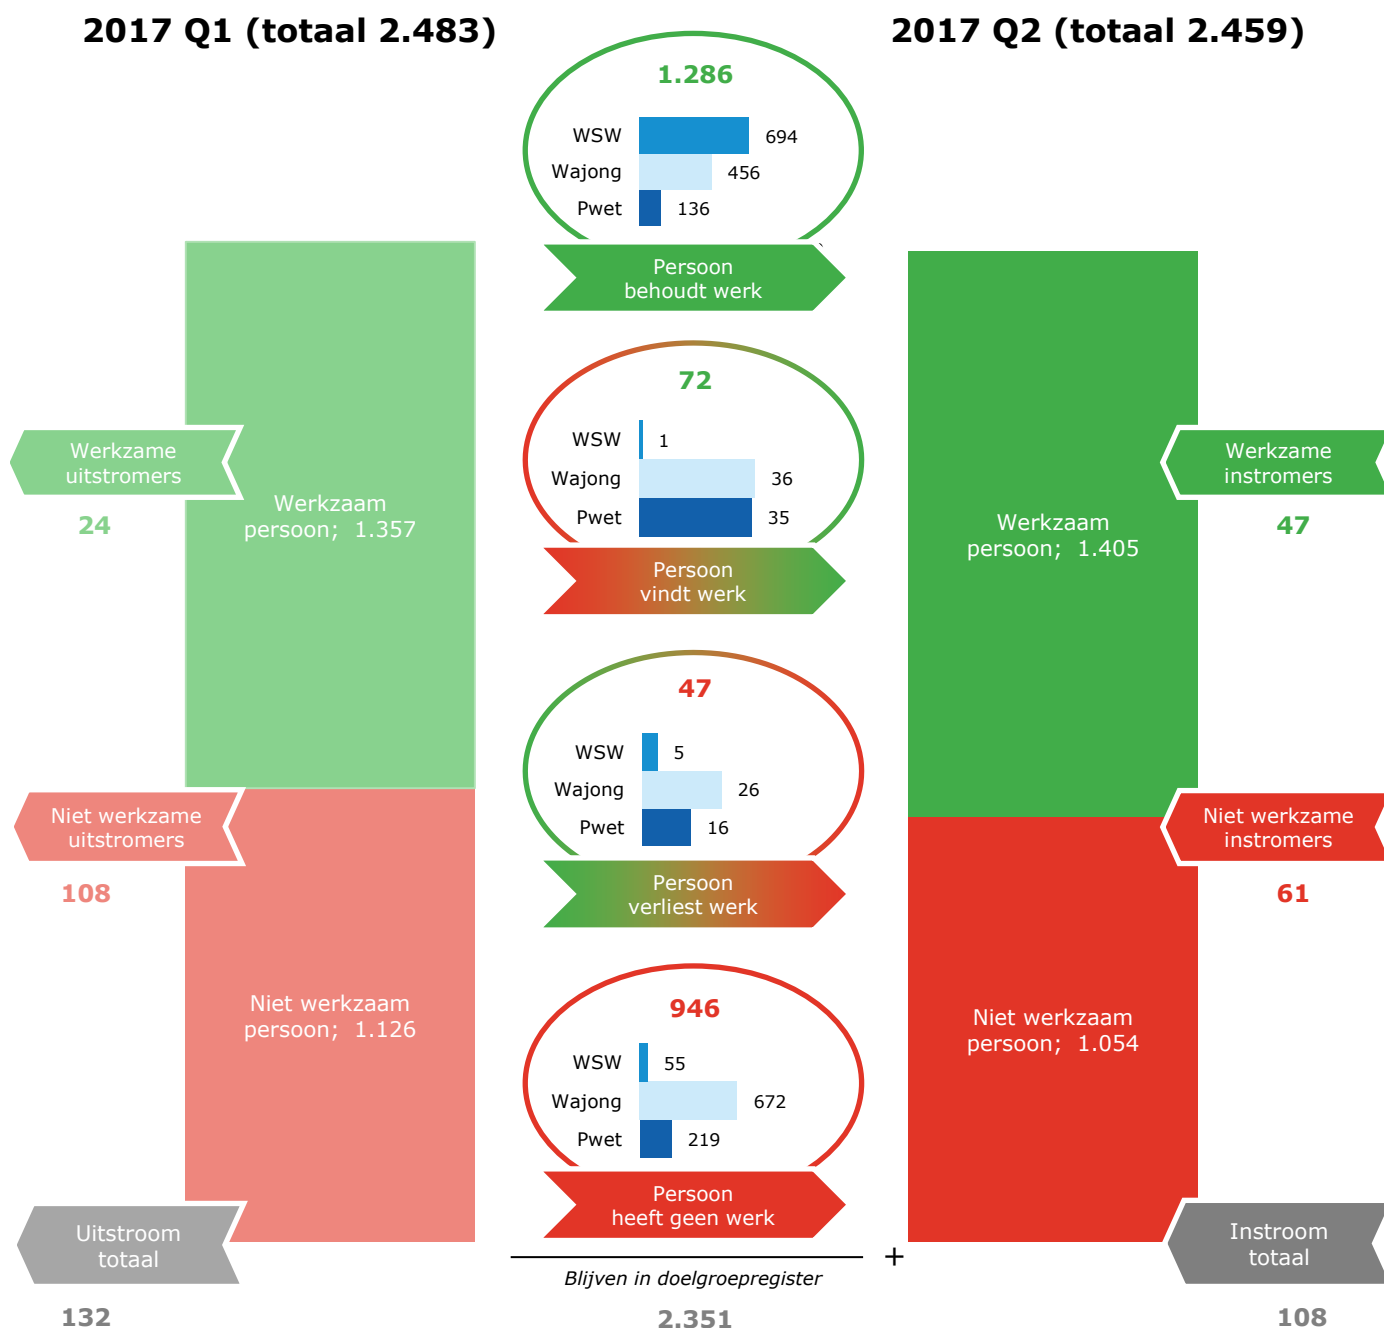 2017 Q1 (totaal 2.483)
2017 Q2 (totaal 2.459)
1.286
WSW 694
Wajong 456
Pwet 136
Persoon
behoudt werk
72
WSW 1
Wajong 36
Pwet 35
Persoon
vindt werk
47
WSW 5
Wajong 26
Pwet 16
Persoon
verliest werk
946
WSW 55
Wajong 672
Pwet 219
Persoon
heeft geen werk
Werkzame
uitstromers
24
Werkzaam
persoon; 1.357
Niet werkzame
uitstromers
108
Niet werkzaam
persoon; 1.126
Uitstroom
totaal
132
Werkzaam
persoon; 1.405
Werkzame
instromers
47
Niet werkzame
instromers
61
Niet werkzaam
persoon; 1.054
Instroom
totaal
108
+
Blijven in doelgroepregister
2.351